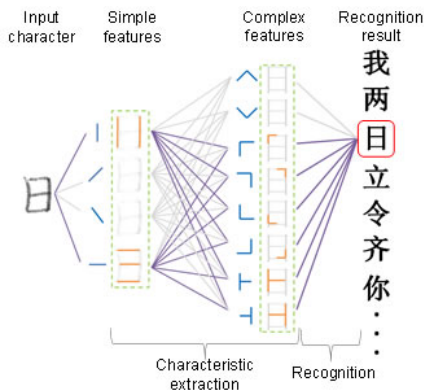 Input character
Simple features
Complex features
Recognition result
日
我
两
日
立
令
齐
你
⋮
Characteristic extraction
Recognition